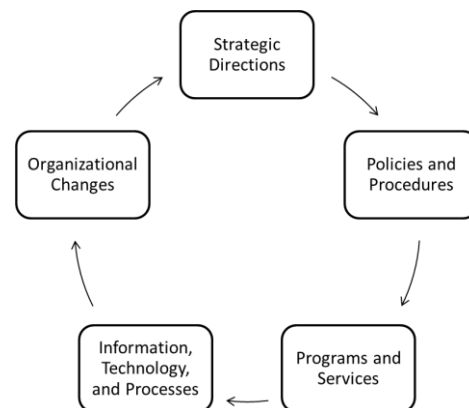 Strategic
Directions
Policies and
Procedures
Programs and
Services
Information,
Technology,
and Processes
Organizational
Changes